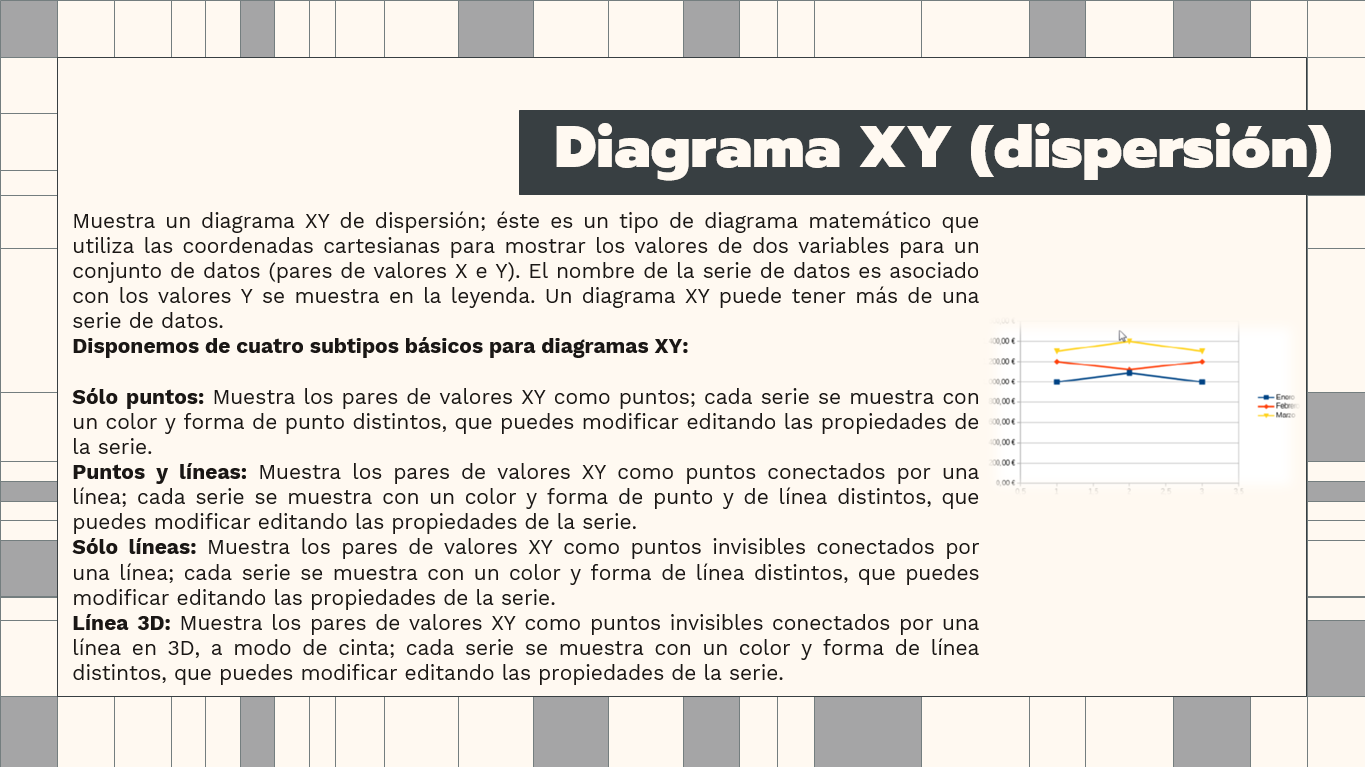 Diagrama XY (dispersión)
Muestra un diagrama XY de dispersión; éste es un tipo de diagrama matemático que
utiliza las coordenadas cartesianas para mostrar los valores de dos variables para un
conjunto de datos (pares de valores X e Y). El nombre de la serie de datos es asociado
con los valores Y se muestra en la leyenda. Un diagrama XY puede tener más de una
serie de datos.
Disponemos de cuatro subtipos básicos para diagramas XY:
Sólo puntos: Muestra los pares de valores XY como puntos; cada serie se muestra con
un color y forma de punto distintos, que puedes modificar editando las propiedades de
la serie.
Puntos y líneas: Muestra los pares de valores XY como puntos conectados por una
línea; cada serie se muestra con un color y forma de punto y de línea distintos, que
puedes modificar editando las propiedades de la serie.
Sólo líneas: Muestra los pares de valores XY como puntos invisibles conectados por
una línea; cada serie se muestra con un color y forma de línea distintos, que puedes
modificar editando las propiedades de la serie.
Línea 3D: Muestra los pares de valores XY como puntos invisibles conectados por una
línea en 3D, a modo de cinta; cada serie se muestra con un color y forma de línea
distintos, que puedes modificar editando las propiedades de la serie.
0,00 €
Enero
Febrero
Marzo